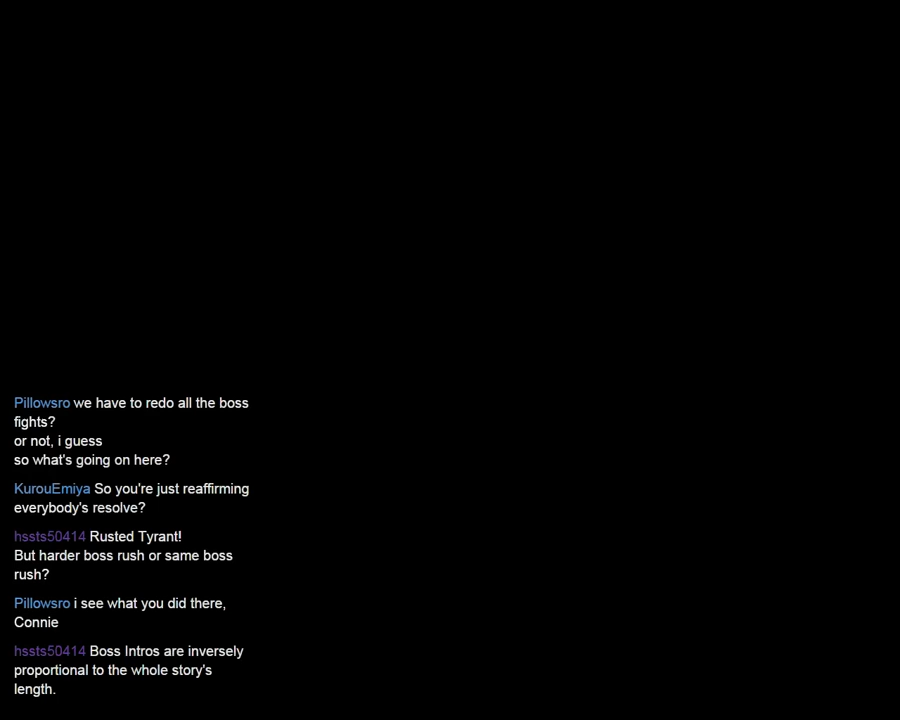 Pillowsro we have to redo all the boss
fights?
or not, i guess
so what's going on here?
KurouEmiya So you're just reaffirming
everybody's resolve?
hssts50414 Rusted Tyrant!
But harder boss rush or same boss
rush?
Pillowsro i see what you did there,
Connie
hssts50414 Boss Intros are inversely
proportional to the whole story's
length.